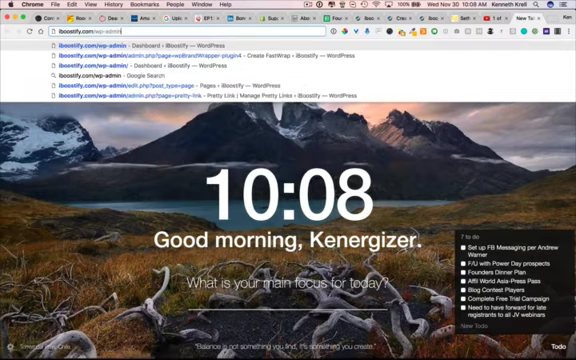 Chrome File Edit View History Bookmarks People Window Help
100%
Wed Nov 30 10:08 AM Kenneth Krell
New Tab
Ken
iboostify.com/wp-admin
iboostify.com/wp-admin - Dashboard ‹ iBoostify — WordPress
iboostify.com/wp-admin/admin.php?page=wpBrandWrapper-plugin4 - Create FastWrap ‹ iBoostify — WordPress
iboostify.com/wp-admin/ - Dashboard ‹ iBoostify — WordPress
iboostify.com/wp-admin - Google Search
iboostify.com/wp-admin/edit.php?post_type=page - Pages ‹ iBoostify — WordPress
iboostify.com/wp-admin/admin.php?page=pretty-link - Pretty Link | Manage Pretty Links ‹ iBoostify — WordPress
10:08
Good morning, Kenergizer.
What is your main focus for today?
7 to do
Set up FB Messaging per Andrew
Warner
F/U with Power Day prospects
Founders Dinner Plan
Affil World Asia-Press Pass
Blog Contest Players
Complete Free Trial Campaign
Need to have forward for late
registrants to all JV webinars
New Todo
"Balance is not something you find, it's something you create."
Todo